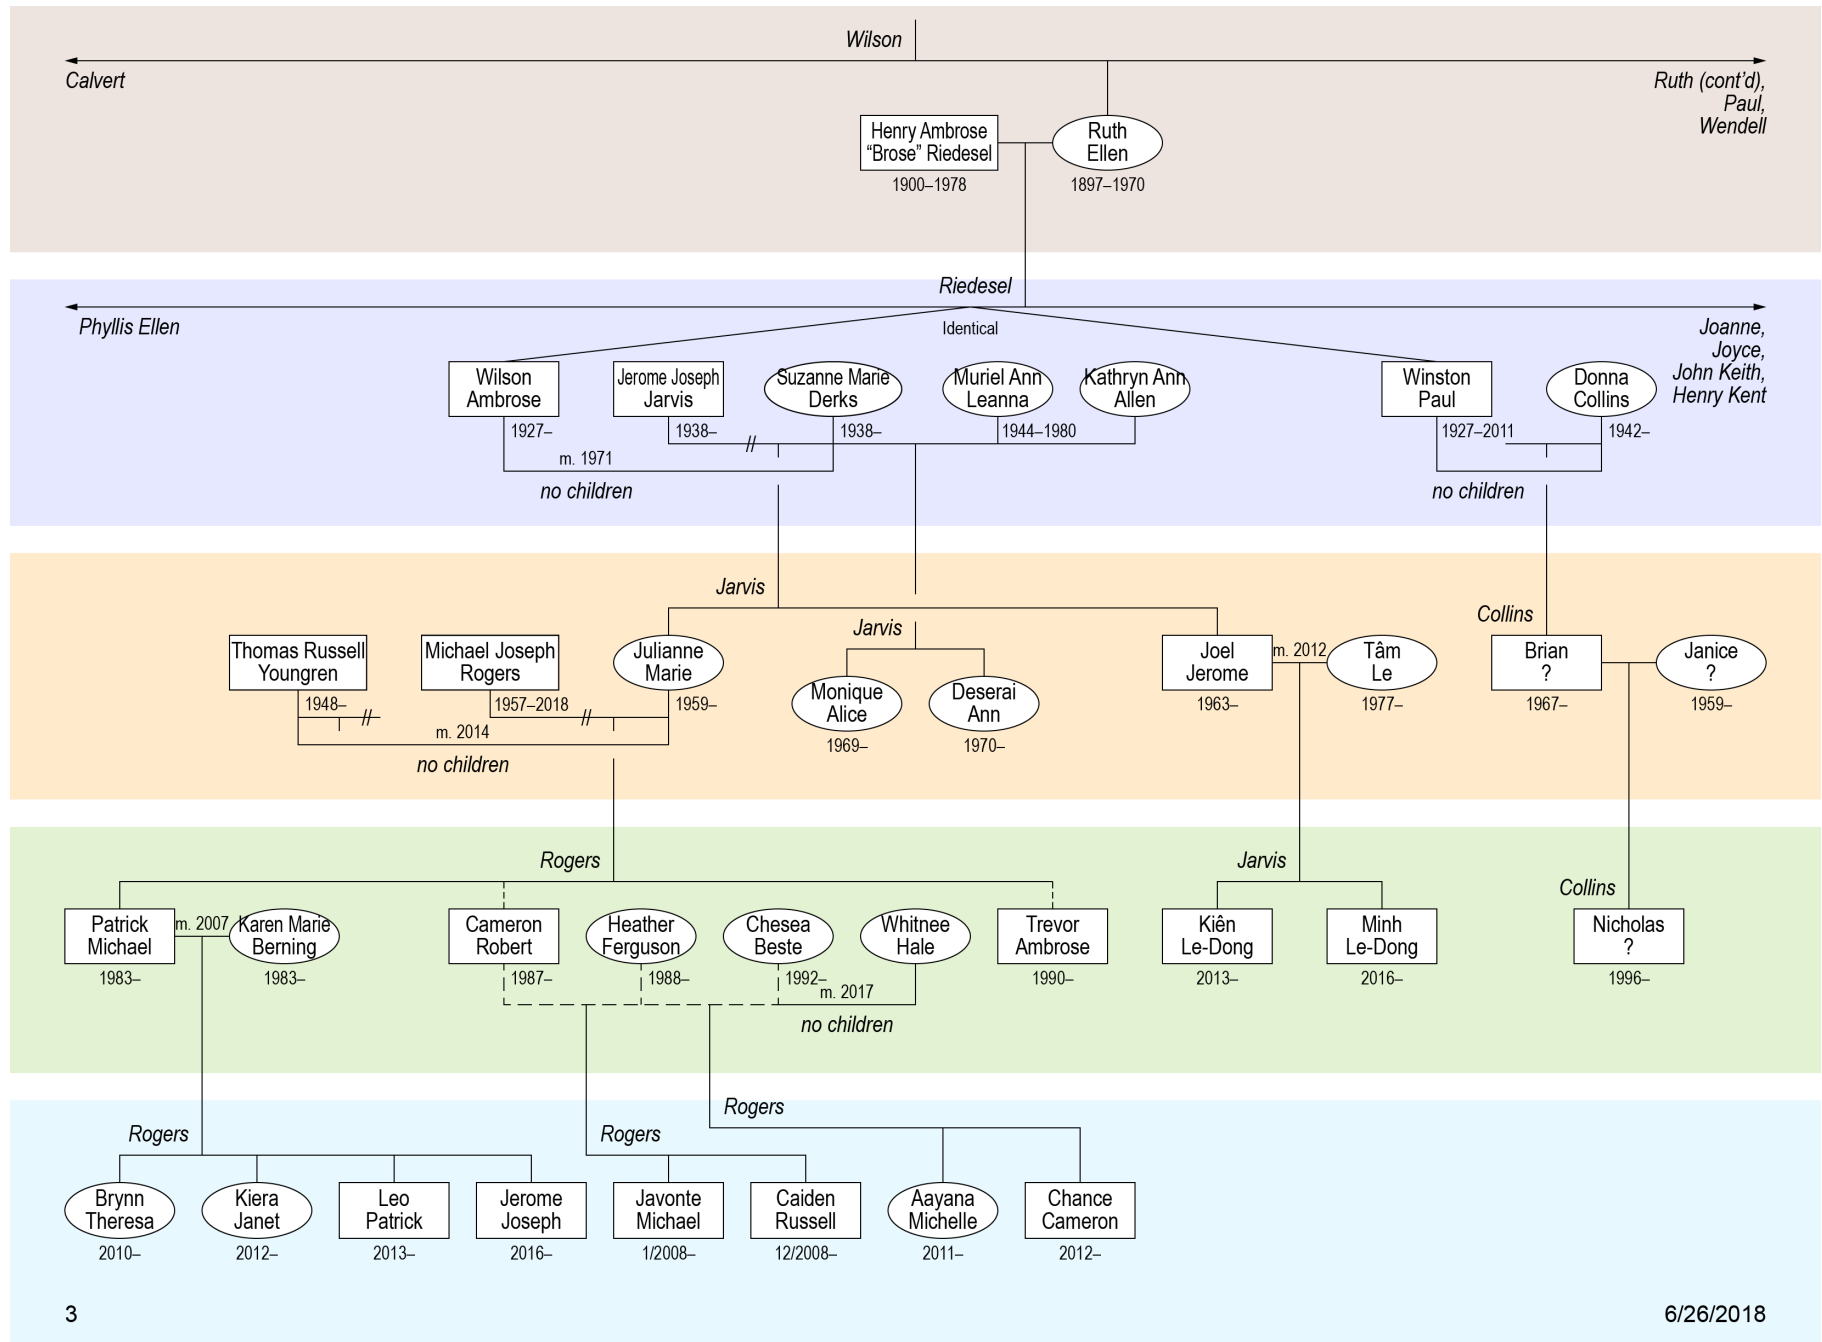 Wilson
Calvert
Ruth (cont’d),
Paul,
Wendell
Henry Ambrose
“Brose” Riedesel
1900–1978
Ruth
Ellen
1897–1970
Riedesel
Phyllis Ellen
Identical
Joanne,
Joyce,
John Keith,
Henry Kent
Wilson
Ambrose
1927–
Jerome Joseph
Jarvis
1938–
//
Suzanne Marie
Derks
1938–
Muriel Ann
Leanna
1944–1980
Kathryn Ann
Allen
Winston
Paul
1927–2011
Donna
Collins
1942–
m. 1971
no children
no children
Jarvis
Jarvis
Collins
Thomas Russell
Youngren
1948–
//
Michael Joseph
Rogers
1957–2018
//
Julianne
Marie
1959–
m. 2014
no children
Monique
Alice
1969–
Deserai
Ann
1970–
Joel
Jerome
1963–
m. 2012
Tâm
Le
1977–
Brian
?
1967–
Janice
?
1959–
Rogers
Jarvis
Collins
Patrick
Michael
1983–
m. 2007
Karen Marie
Berning
1983–
Cameron
Robert
1987–
Heather
Ferguson
1988–
Chesea
Beste
1992–
m. 2017
no children
Whitnee
Hale
Trevor
Ambrose
1990–
Kiên
Le-Dong
2013–
Minh
Le-Dong
2016–
Nicholas
?
1996–
Rogers
Rogers
Rogers
Brynn
Theresa
2010–
Kiera
Janet
2012–
Leo
Patrick
2013–
Jerome
Joseph
2016–
Javonte
Michael
1/2008–
Caiden
Russell
12/2008–
Aayana
Michelle
2011–
Chance
Cameron
2012–
3
6/26/2018